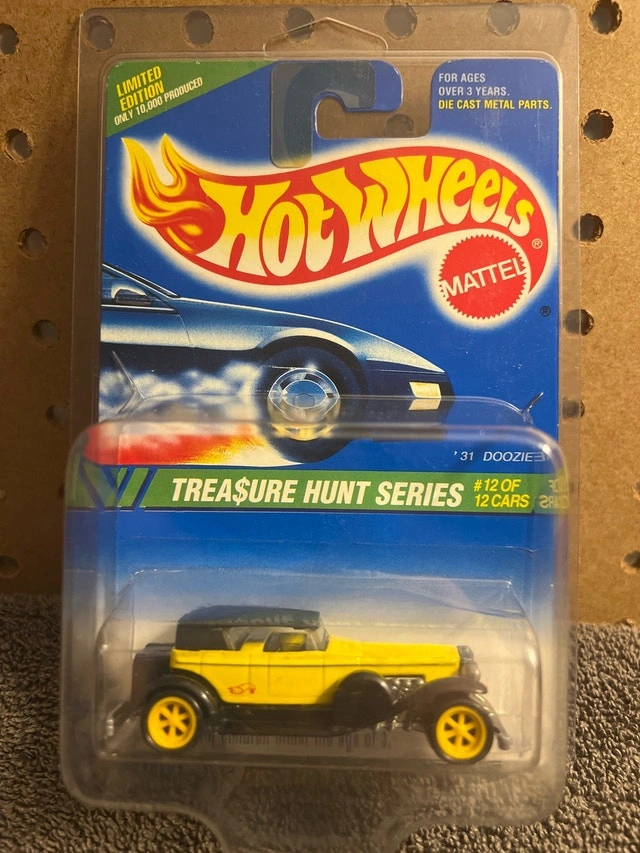 LIMITED
EDITION
ONLY 10,000 PRODUCED
FOR AGES
OVER 3 YEARS.
DIE CAST METAL PARTS.
HOT WHEELS®
MATTEL
®
'31 DOOZIE
TREA$URE HUNT SERIES
#12 OF
12 CARS